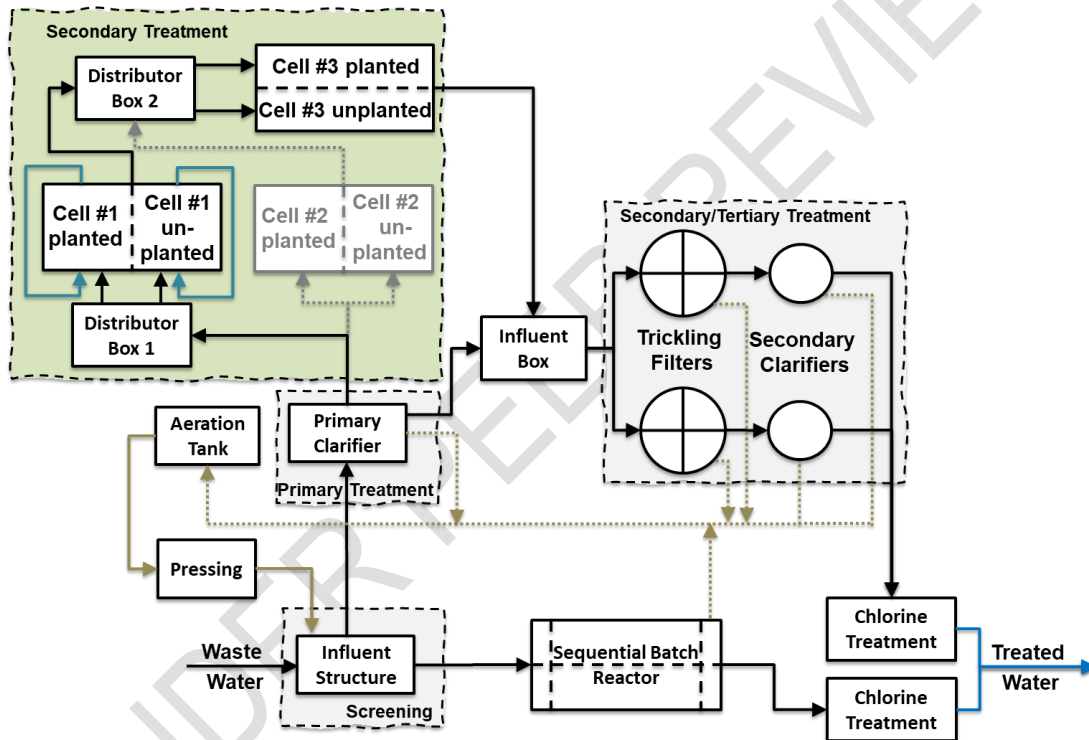 Secondary Treatment
Distributor
Box 2
Cell #3 planted
Cell #3 unplanted
Cell #1
planted
Cell #1
un-
planted
Cell #2
planted
Cell #2
un-
planted
Distributor
Box 1
Influent
Box
Secondary/Tertiary Treatment
Trickling
Filters
Secondary
Clarifiers
Aeration
Tank
Primary
Clarifier
Primary Treatment
Pressing
Waste
Water
Influent
Structure
Screening
Sequential Batch
Reactor
Chlorine
Treatment
Chlorine
Treatment
Treated
Water
UNDER PEER REVIEW